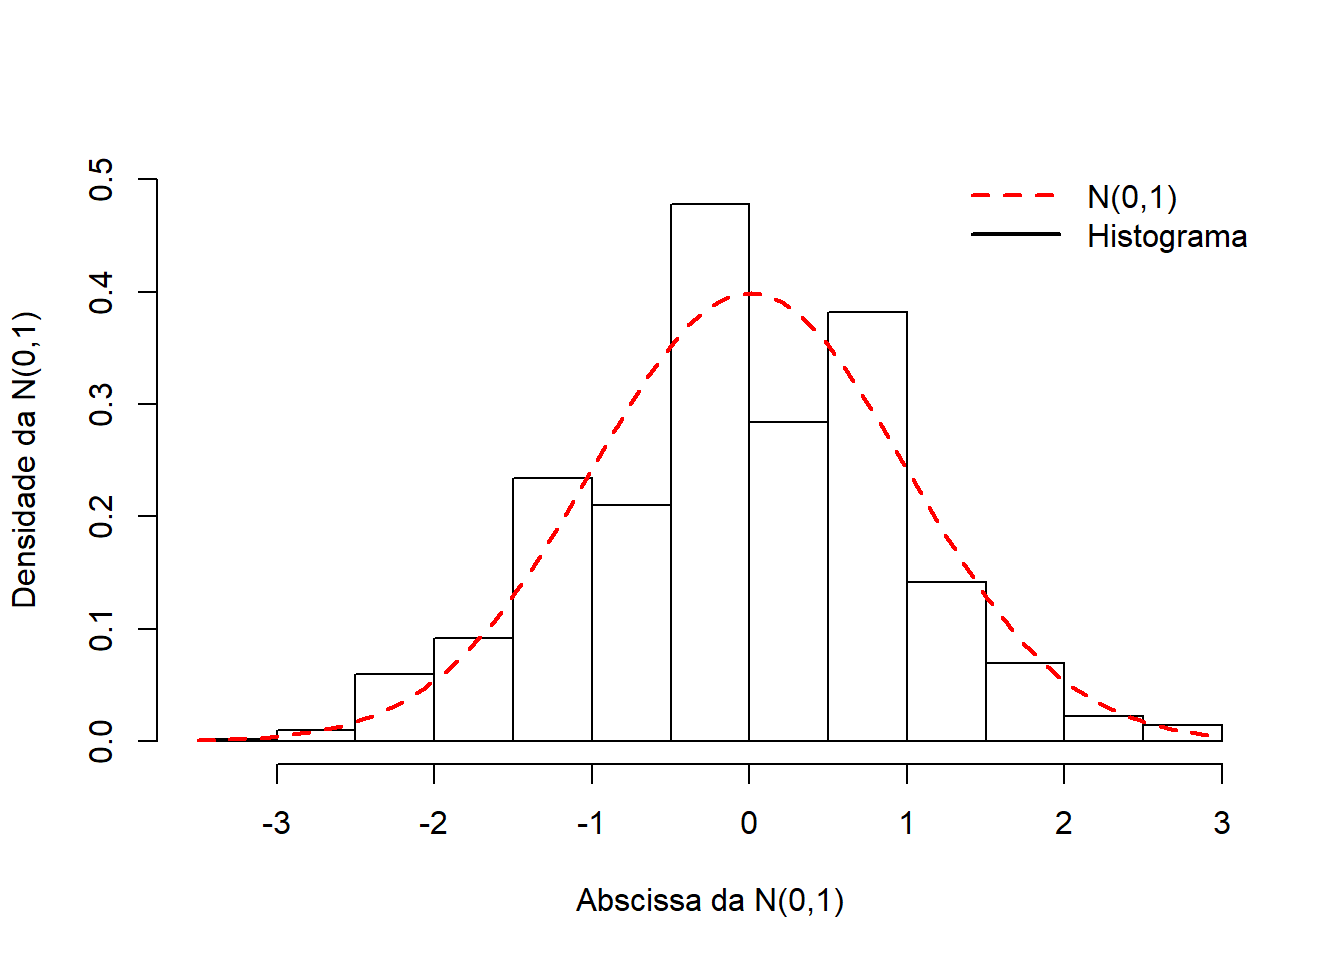 N(0,1)
Histograma
Densidade da N(0,1)
0.5
0.4
0.3
0.2
0.1
0.0
-3 -2 -1 0 1 2 3
Abscissa da N(0,1)